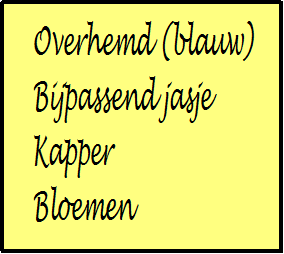 Overhemd (blauw)
Bijpassend jasje
Kapper
Bloemen